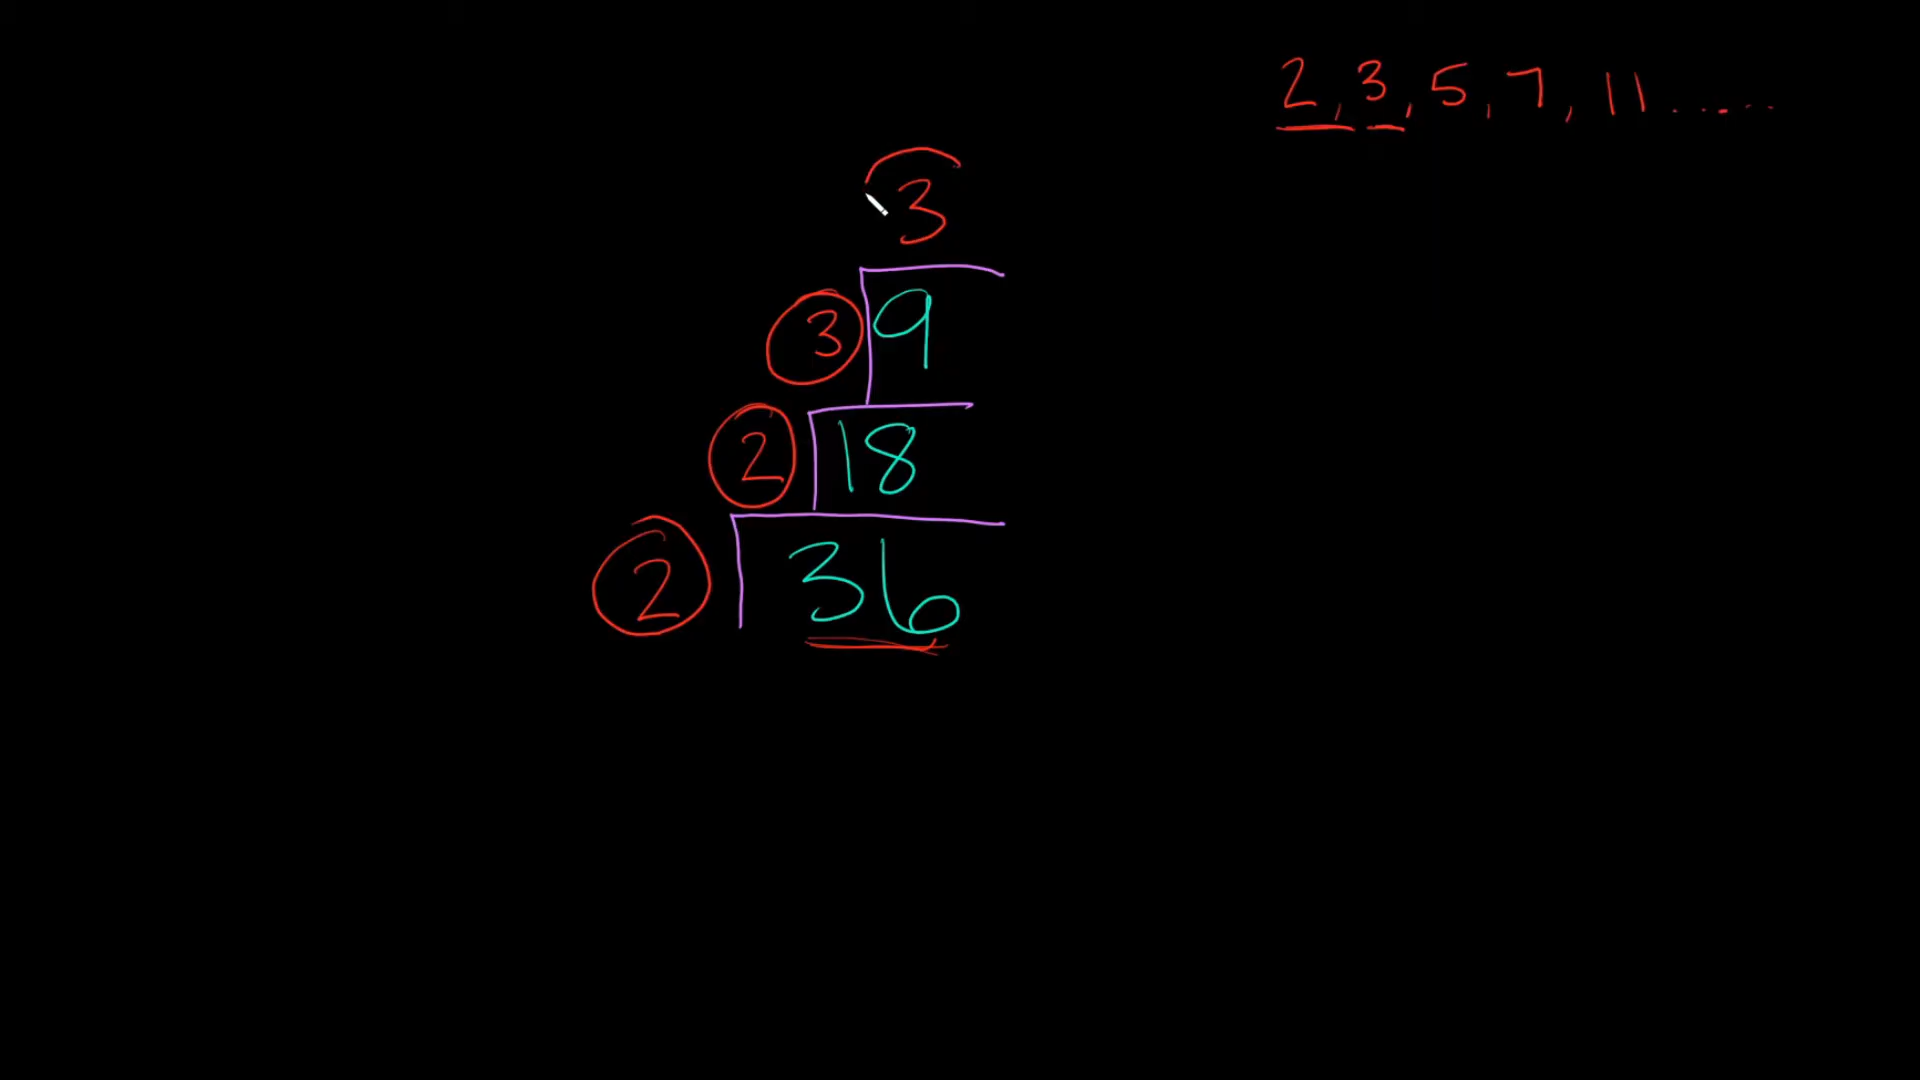 2, 3, 5, 7, 11.....
3
3 9
2 18
2 36